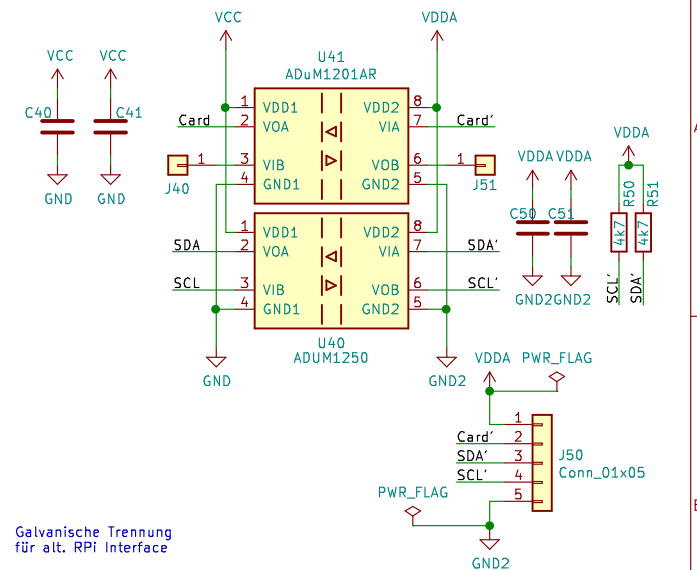 VCC
VDDA
U41
ADuM1201AR
VCC
VCC
C40
C41
GND
GND
1
VDD1
VDD2
8
Card
2
VOA
VIA
7
Card'
J40
1
3
VIB
VOB
6
1
J51
4
GND1
GND2
5
VDDA
VDDA
VDDA
C50
C51
R50
R51
4k7
4k7
GND2
GND2
SCL'
SDA'
1
VDD1
VDD2
8
SDA
2
VOA
VIA
7
SDA'
SCL
3
VIB
VOB
6
SCL'
4
GND1
GND2
5
U40
ADUM1250
GND
GND2
VDDA
PWR_FLAG
1
Card'
2
SDA'
3
SCL'
4
5
J50
Conn_01x05
PWR_FLAG
GND2
Galvanische Trennung
für alt. RPi Interface